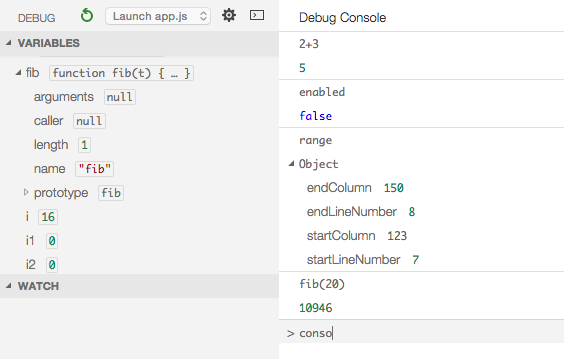 DEBUG Launch app.js
VARIABLES
fib function fib(t) { … }
arguments null
caller null
length 1
name "fib"
prototype fib
i 16
i1 0
i2 0
WATCH
Debug Console
2+3
5
enabled
false
range
Object
endColumn 150
endLineNumber 8
startColumn 123
startLineNumber 7
fib(20)
10946
> conso